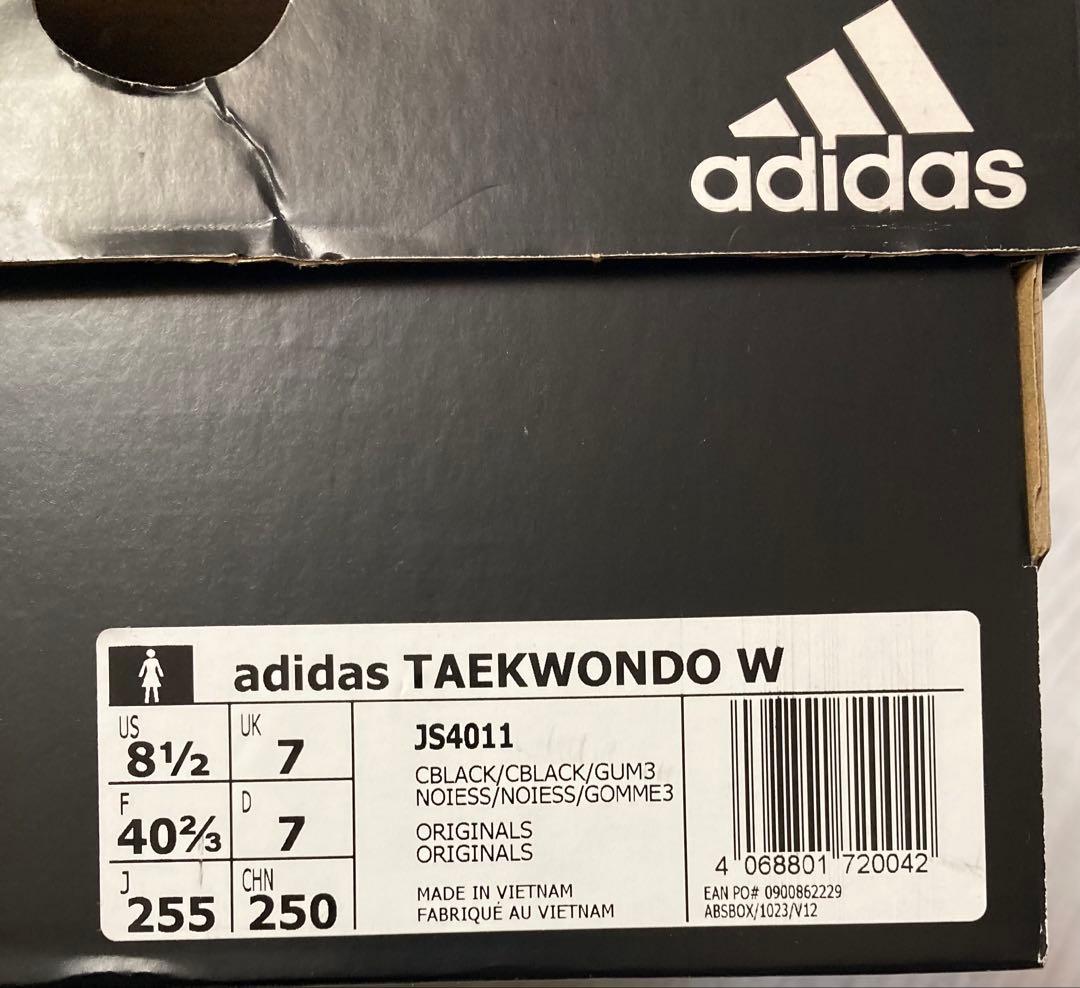 adidas
adidas TAEKWONDO W
US
8½
UK
7
F
40⅔
D
7
J
255
CHN
250
JS4011
CBLACK/CBLACK/GUM3
NOIESS/NOIESS/GOMME3
ORIGINALS
ORIGINALS
MADE IN VIETNAM
FABRIQUÉ AU VIETNAM
4 068801 720042
EAN PO# 0900862229
ABSBOX/1023/V12